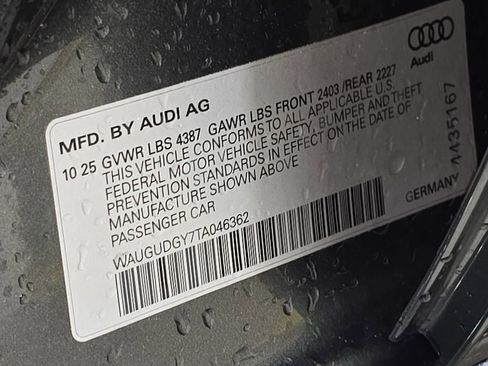 Audi
MFD. BY AUDI AG
10 25 GVWR LBS 4387 GAWR LBS FRONT 2403 /REAR 2227
THIS VEHICLE CONFORMS TO ALL APPLICABLE U.S.
FEDERAL MOTOR VEHICLE SAFETY, BUMPER AND THEFT
PREVENTION STANDARDS IN EFFECT ON THE DATE OF
MANUFACTURE SHOWN ABOVE
PASSENGER CAR
WAUGUDGY7TA046362
GERMANY
4435167